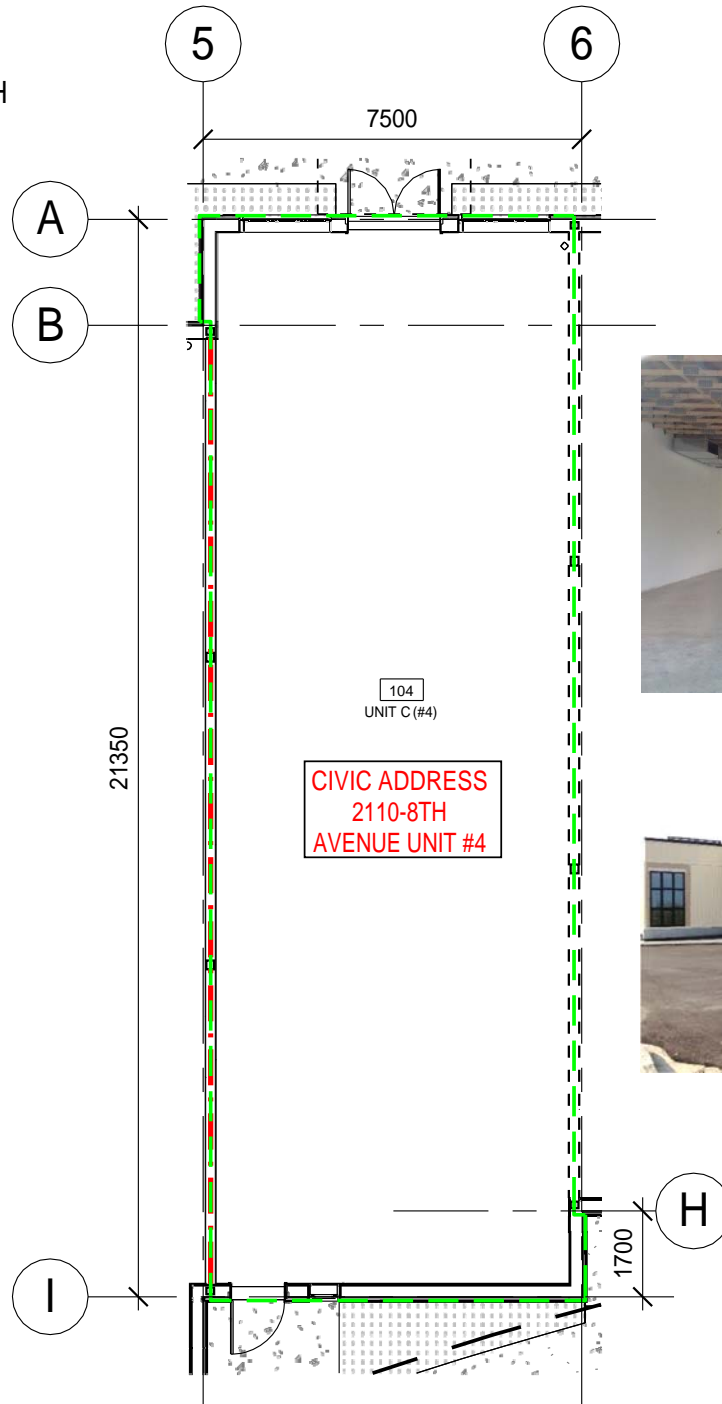 5
6
H
7500
A
B
21350
104
UNIT C (#4)
CIVIC ADDRESS
2110-8TH
AVENUE UNIT #4
H
1700
I